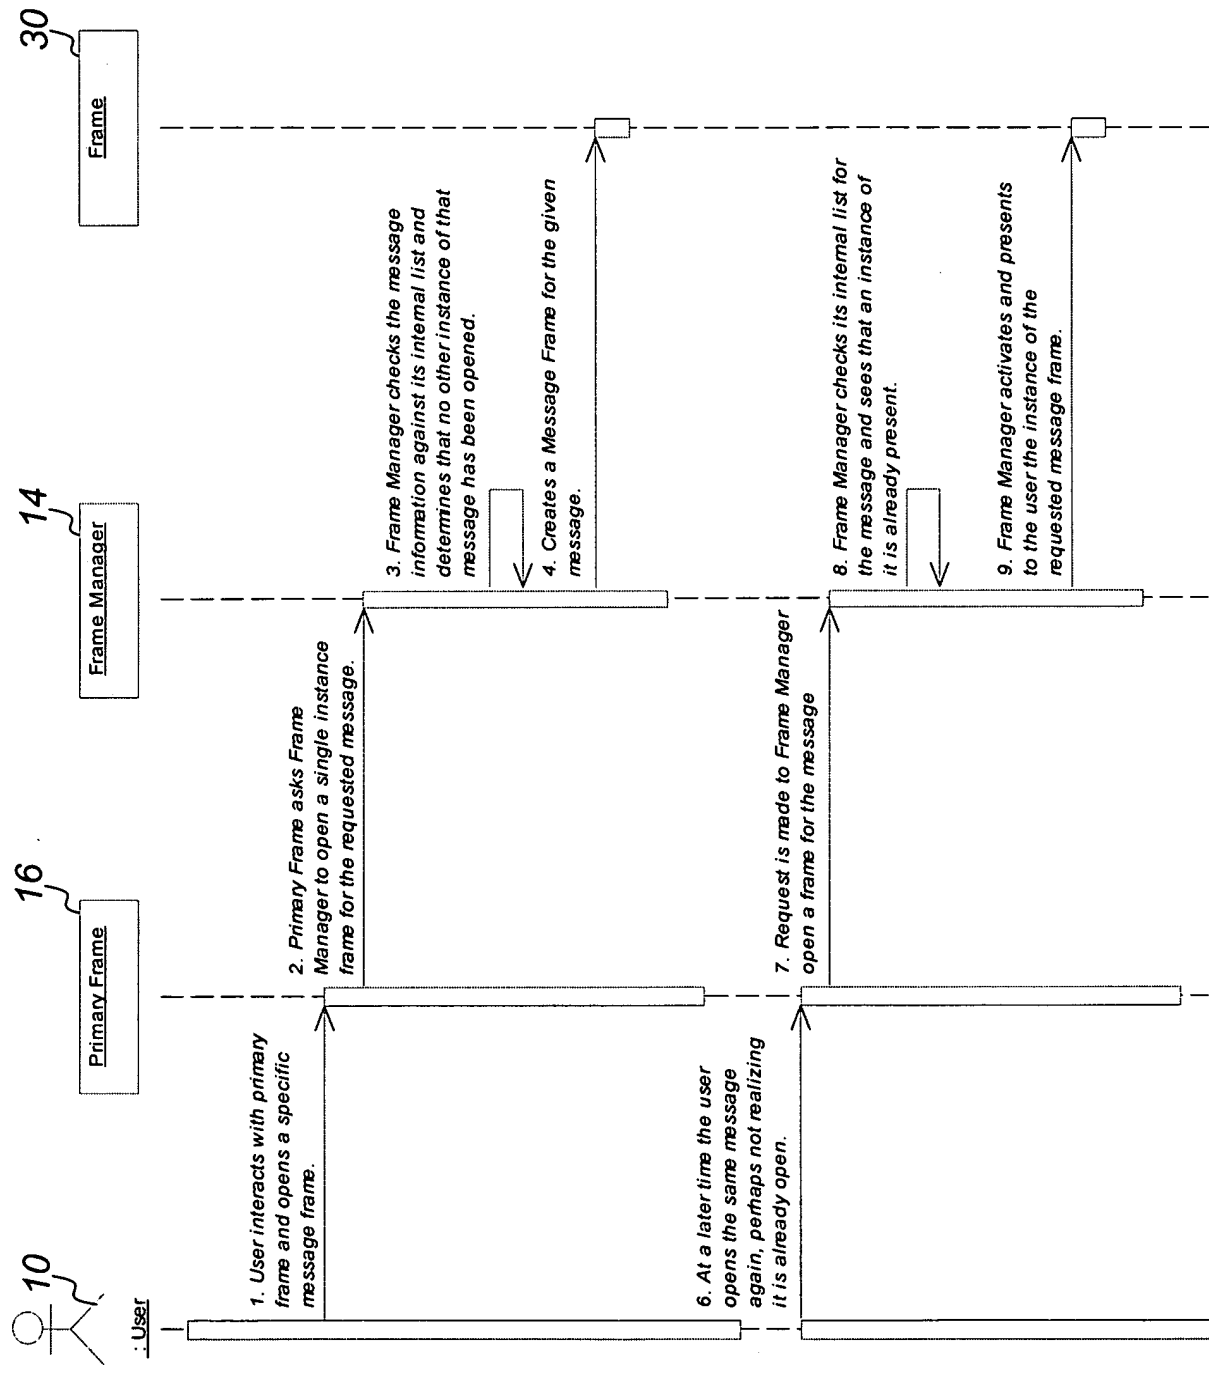 10
16
14
30
: User
Primary Frame
Frame Manager
Frame
1. User interacts with primary
frame and opens a specific
message frame.
2. Primary Frame asks Frame
Manager to open a single instance
frame for the requested message.
3. Frame Manager checks the message
information against its internal list and
determines that no other instance of that
message has been opened.
4. Creates a Message Frame for the given
message.
6. At a later time the user
opens the same message
again, perhaps not realizing
it is already open.
7. Request is made to Frame Manager
open a frame for the message
8. Frame Manager checks its internal list for
the message and sees that an instance of
it is already present.
9. Frame Manager activates and presents
to the user the instance of the
requested message frame.